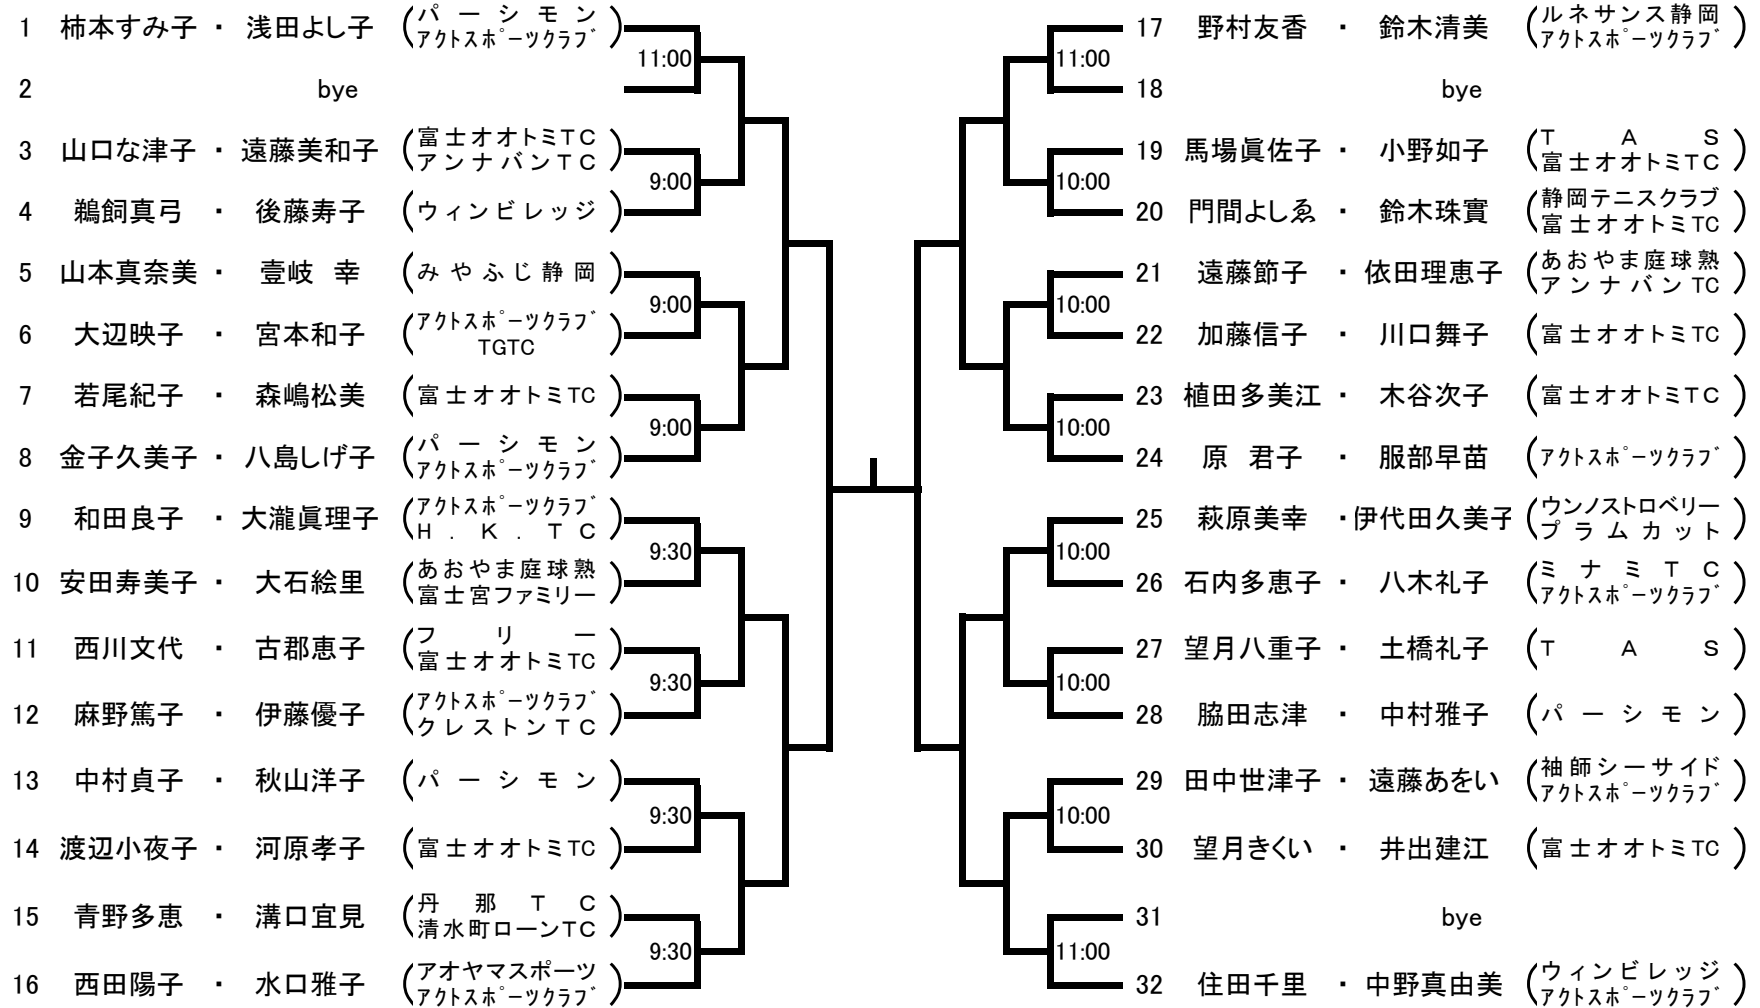 1 柿本すみ子 ・ 浅田よし子 (パーシモン
アクトスポーツクラブ)
11:00
2 bye
3 山口な津子 ・ 遠藤美和子 (富士オオトミTC
アンナバンTC)
9:00
4 鵜飼真弓 ・ 後藤寿子 (ウィンビレッジ)
5 山本真奈美 ・ 壹岐 幸 (みやふじ静岡)
9:00
6 大辺映子 ・ 宮本和子 (アクトスポーツクラブ
TGTC)
7 若尾紀子 ・ 森嶋松美 (富士オオトミTC)
9:00
8 金子久美子 ・ 八島しげ子 (パーシモン
アクトスポーツクラブ)
9 和田良子 ・ 大瀧眞理子 (アクトスポーツクラブ
H．K．TC)
9:30
10 安田寿美子 ・ 大石絵里 (あおやま庭球熟
富士宮ファミリー)
11 西川文代 ・ 古郡恵子 (フリー
富士オオトミTC)
9:30
12 麻野篤子 ・ 伊藤優子 (アクトスポーツクラブ
クレストンTC)
13 中村貞子 ・ 秋山洋子 (パーシモン)
9:30
14 渡辺小夜子 ・ 河原孝子 (富士オオトミTC)
15 青野多恵 ・ 溝口宜見 (丹那TC
清水町ローンTC)
9:30
16 西田陽子 ・ 水口雅子 (アオヤマスポーツ
アクトスポーツクラブ)
17 野村友香 ・ 鈴木清美 (ルネサンス静岡
アクトスポーツクラブ)
11:00
18 bye
19 馬場眞佐子 ・ 小野如子 (TAS
富士オオトミTC)
10:00
20 門間よしゑ ・ 鈴木珠實 (静岡テニスクラブ
富士オオトミTC)
21 遠藤節子 ・ 依田理恵子 (あおやま庭球熟
アンナバンTC)
10:00
22 加藤信子 ・ 川口舞子 (富士オオトミTC)
23 植田多美江 ・ 木谷次子 (富士オオトミTC)
10:00
24 原 君子 ・ 服部早苗 (アクトスポーツクラブ)
25 萩原美幸 ・ 伊代田久美子 (ウンノストロベリー
プラムカット)
10:00
26 石内多恵子 ・ 八木礼子 (ミナミTC
アクトスポーツクラブ)
27 望月八重子 ・ 土橋礼子 (TAS)
10:00
28 脇田志津 ・ 中村雅子 (パーシモン)
29 田中世津子 ・ 遠藤あをい (袖師シーサイド
アクトスポーツクラブ)
10:00
30 望月きくい ・ 井出建江 (富士オオトミTC)
31 bye
11:00
32 住田千里 ・ 中野真由美 (ウィンビレッジ
アクトスポーツクラブ)